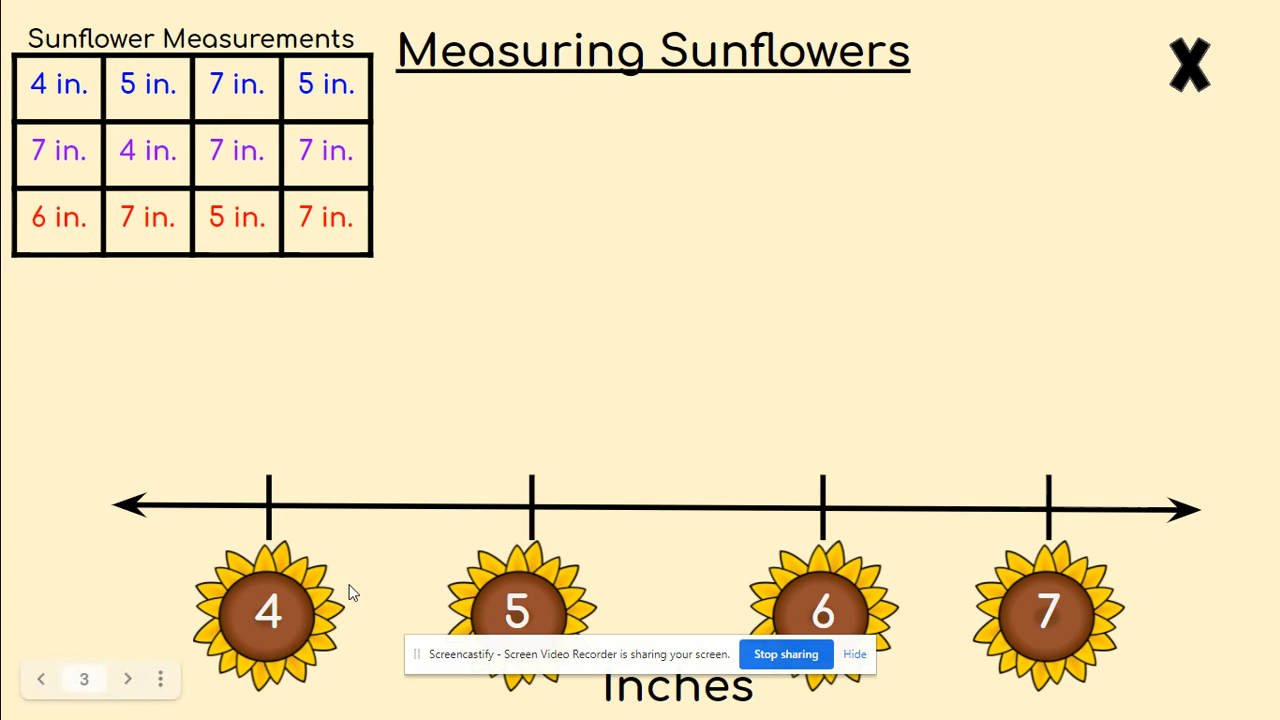 Sunflower Measurements
Measuring Sunflowers
X
4 in. 5 in. 7 in. 5 in.
7 in. 4 in. 7 in. 7 in.
6 in. 7 in. 5 in. 7 in.
4 5 6 7
Screencastify - Screen Video Recorder is sharing your screen. Stop sharing Hide
Inches
3